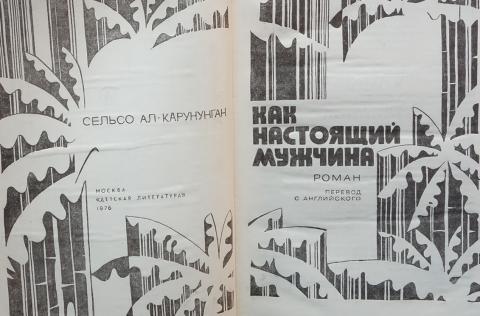 СЕЛЬСО АЛ·КАРУНУНГАН
МОСКВА
«ДЕТСКАЯ ЛИТЕРАТУРА»
1976
КАК
НАСТОЯЩИЙ
МУЖЧИНА
РОМАН
ПЕРЕВОД
С АНГЛИЙСКОГО